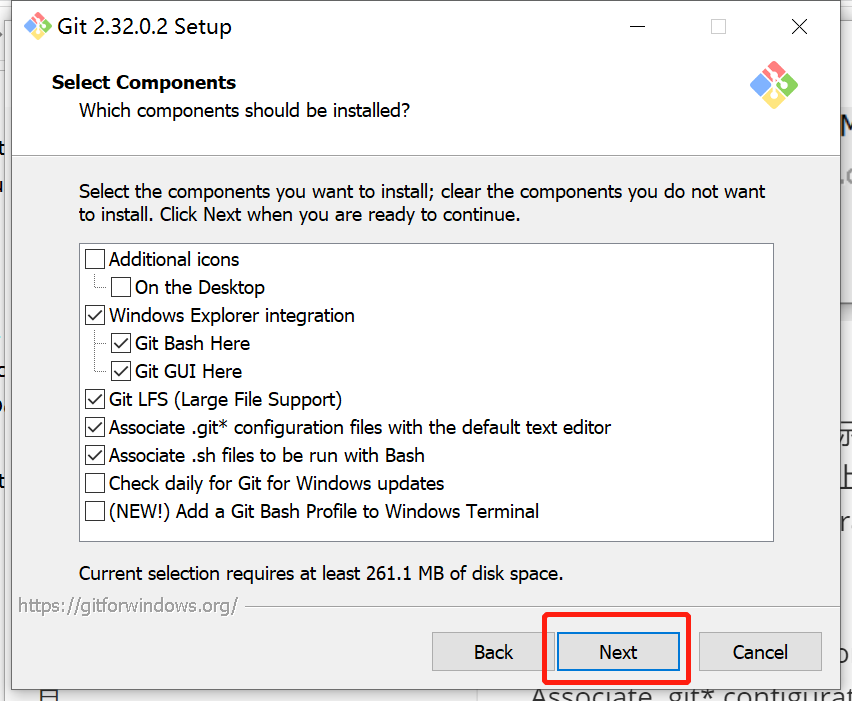 Git 2.32.0.2 Setup
Select Components
Which components should be installed?
Select the components you want to install; clear the components you do not want
to install. Click Next when you are ready to continue.
Additional icons
On the Desktop
Windows Explorer integration
Git Bash Here
Git GUI Here
Git LFS (Large File Support)
Associate .git* configuration files with the default text editor
Associate .sh files to be run with Bash
Check daily for Git for Windows updates
(NEW!) Add a Git Bash Profile to Windows Terminal
Current selection requires at least 261.1 MB of disk space.
https://gitforwindows.org/
Back
Next
Cancel
Associate .git* configurat